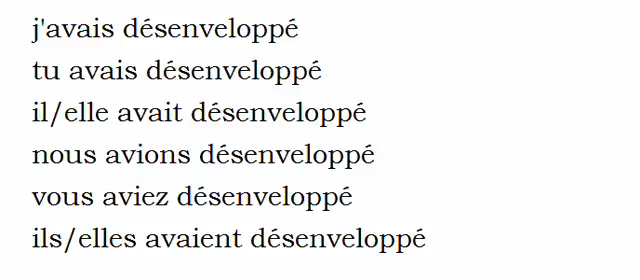 j'avais désenveloppé
tu avais désenveloppé
il/elle avait désenveloppé
nous avions désenveloppé
vous aviez désenveloppé
ils/elles avaient désenveloppé